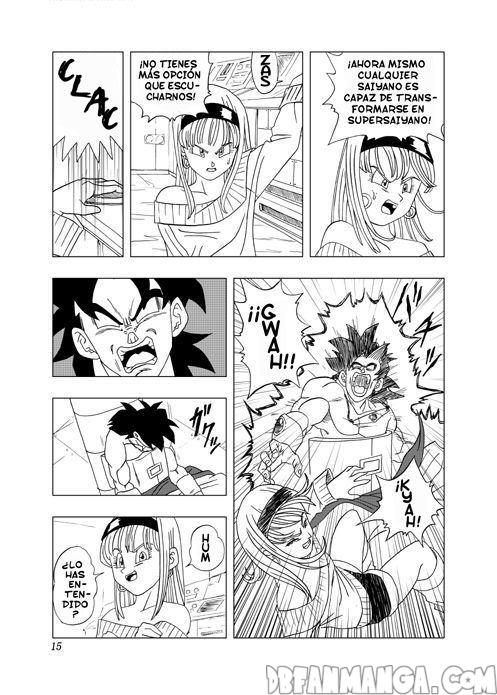 ¡AHORA MISMO
CUALQUIER
SAIYANO ES
CAPAZ DE TRANS-
FORMARSE EN
SUPERSAIYANO!
ZAS
¡NO TIENES
MÁS OPCIÓN
QUE ESCU-
CHARNOS!
CLAC
¡¡GWAH!!
¡KYAH!
HUM
¿LO
HAS
EN-
TEN-
DIDO
?
15
DBFANMANGA.COM